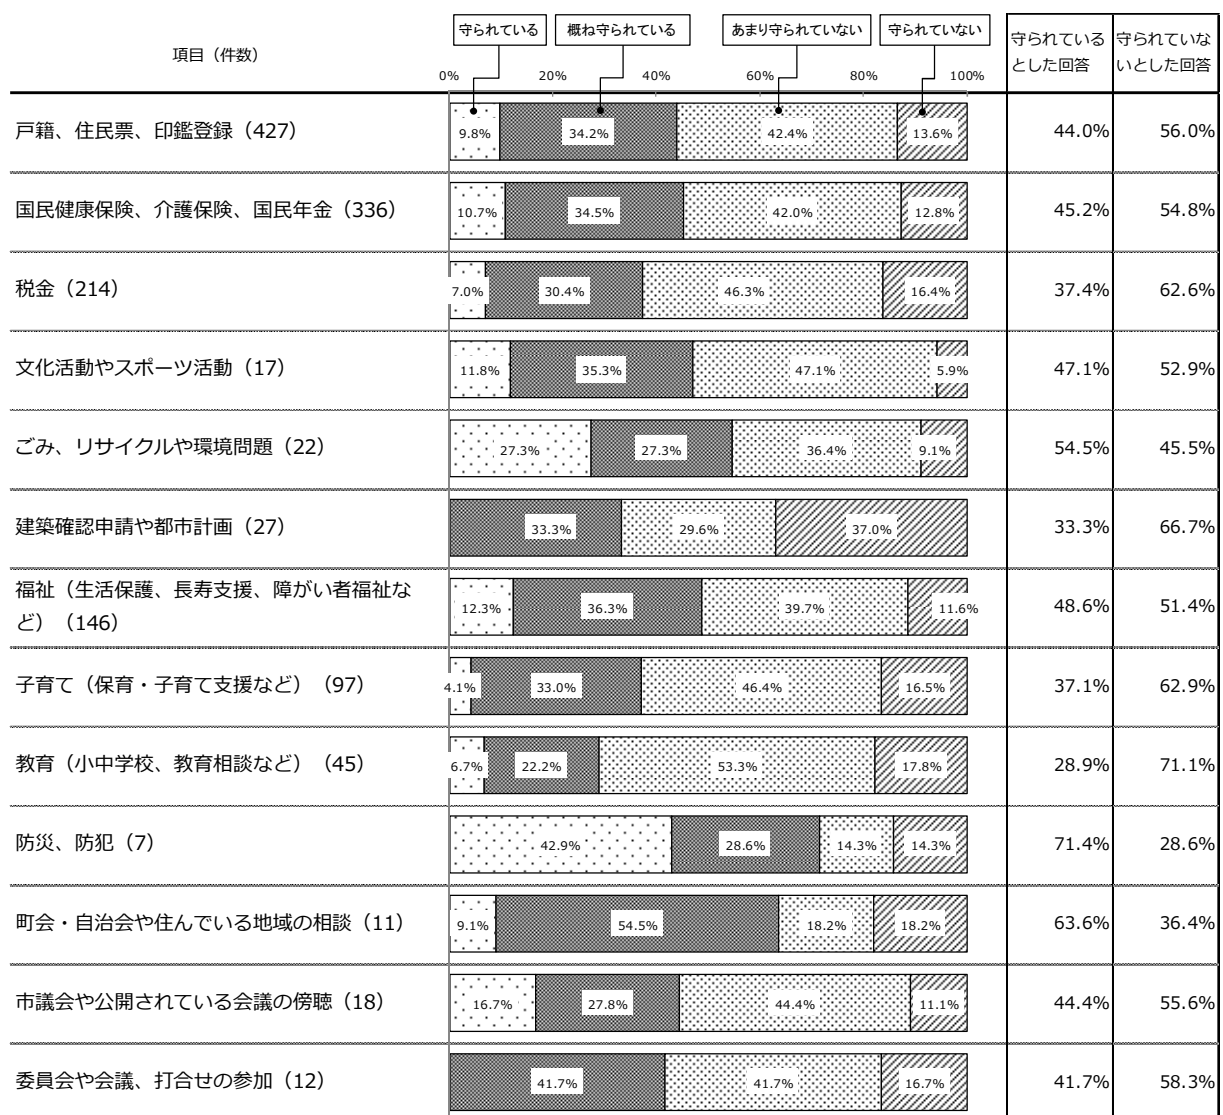 守られている 概ね守られている あまり守られていない 守られていない
項目（件数）
守られている
とした回答
守られていな
いとした回答
0% 20% 40% 60% 80% 100%
戸籍、住民票、印鑑登録（427） 9.8% 34.2% 42.4% 13.6% 44.0% 56.0%
国民健康保険、介護保険、国民年金（336） 10.7% 34.5% 42.0% 12.8% 45.2% 54.8%
税金（214） 7.0% 30.4% 46.3% 16.4% 37.4% 62.6%
文化活動やスポーツ活動（17） 11.8% 35.3% 47.1% 5.9% 47.1% 52.9%
ごみ、リサイクルや環境問題（22） 27.3% 27.3% 36.4% 9.1% 54.5% 45.5%
建築確認申請や都市計画（27） 33.3% 29.6% 37.0% 33.3% 66.7%
福祉（生活保護、長寿支援、障がい者福祉な
ど）（146） 12.3% 36.3% 39.7% 11.6% 48.6% 51.4%
子育て（保育・子育て支援など）（97） 4.1% 33.0% 46.4% 16.5% 37.1% 62.9%
教育（小中学校、教育相談など）（45） 6.7% 22.2% 53.3% 17.8% 28.9% 71.1%
防災、防犯（7） 42.9% 28.6% 14.3% 14.3% 71.4% 28.6%
町会・自治会や住んでいる地域の相談（11） 9.1% 54.5% 18.2% 18.2% 63.6% 36.4%
市議会や公開されている会議の傍聴（18） 16.7% 27.8% 44.4% 11.1% 44.4% 55.6%
委員会や会議、打合せの参加（12） 41.7% 41.7% 16.7% 41.7% 58.3%